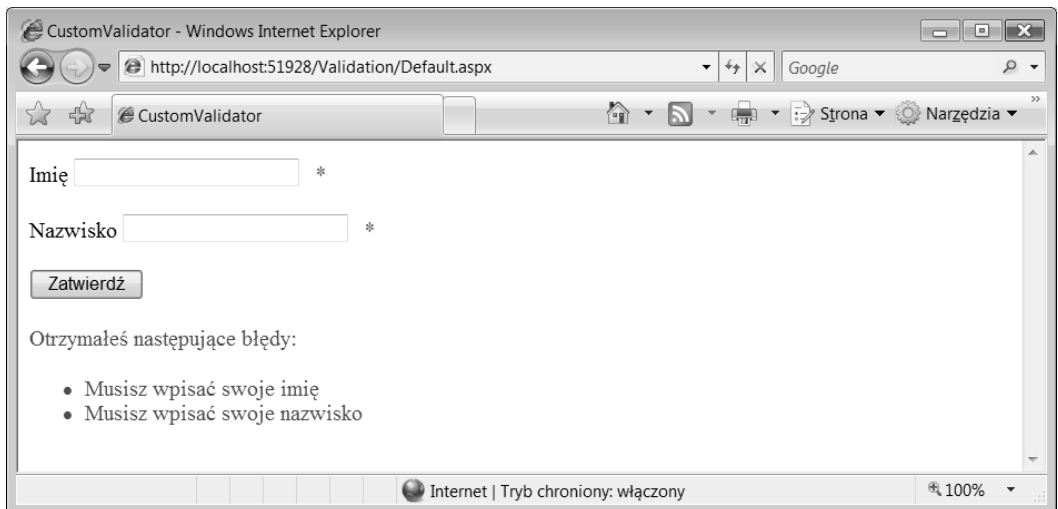 CustomValidator - Windows Internet Explorer
http://localhost:51928/Validation/Default.aspx
Google
CustomValidator
Strona
Narzędzia
Imię *
Nazwisko *
Zatwierdź
Otrzymałeś następujące błędy:
• Musisz wpisać swoje imię
• Musisz wpisać swoje nazwisko
Internet | Tryb chroniony: włączony
100%